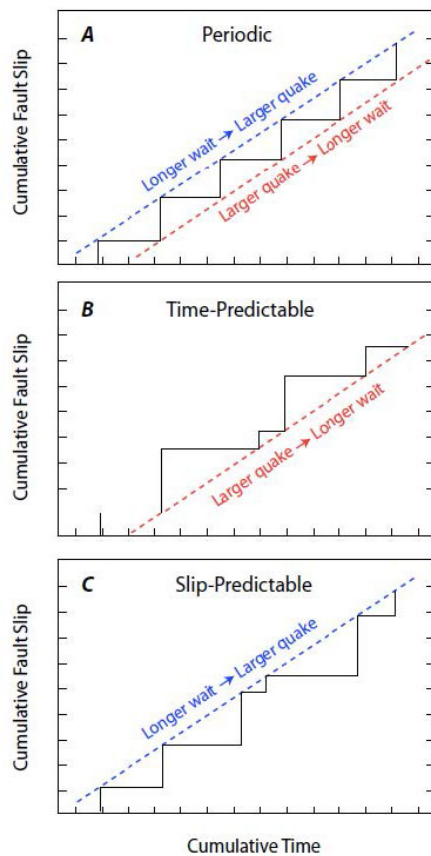 A
Periodic
Cumulative Fault Slip
Longer wait → Larger quake
Larger quake → Longer wait
B
Time-Predictable
Cumulative Fault Slip
Larger quake → Longer wait
C
Slip-Predictable
Cumulative Fault Slip
Longer wait → Larger quake
Cumulative Time